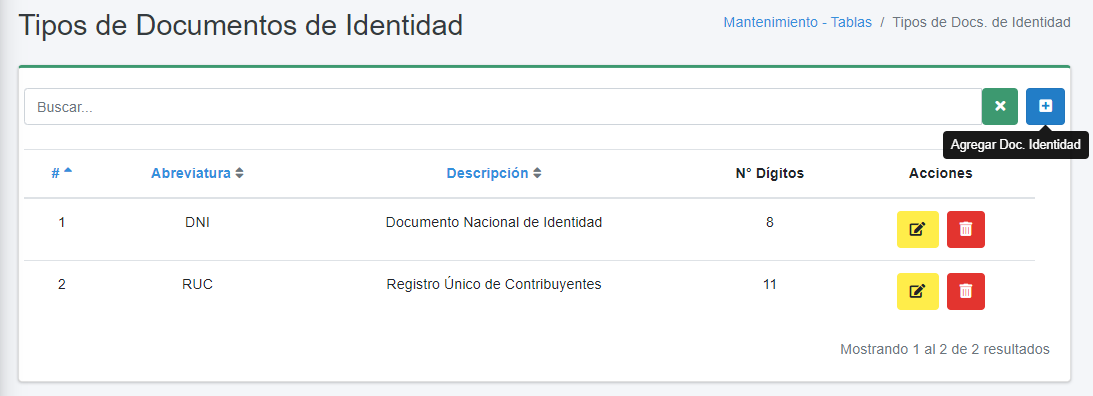 Tipos de Documentos de Identidad
Mantenimiento - Tablas / Tipos de Docs. de Identidad
Buscar...
Agregar Doc. Identidad
# Abreviatura Descripción N° Dígitos Acciones
1 DNI Documento Nacional de Identidad 8
2 RUC Registro Único de Contribuyentes 11
Mostrando 1 al 2 de 2 resultados